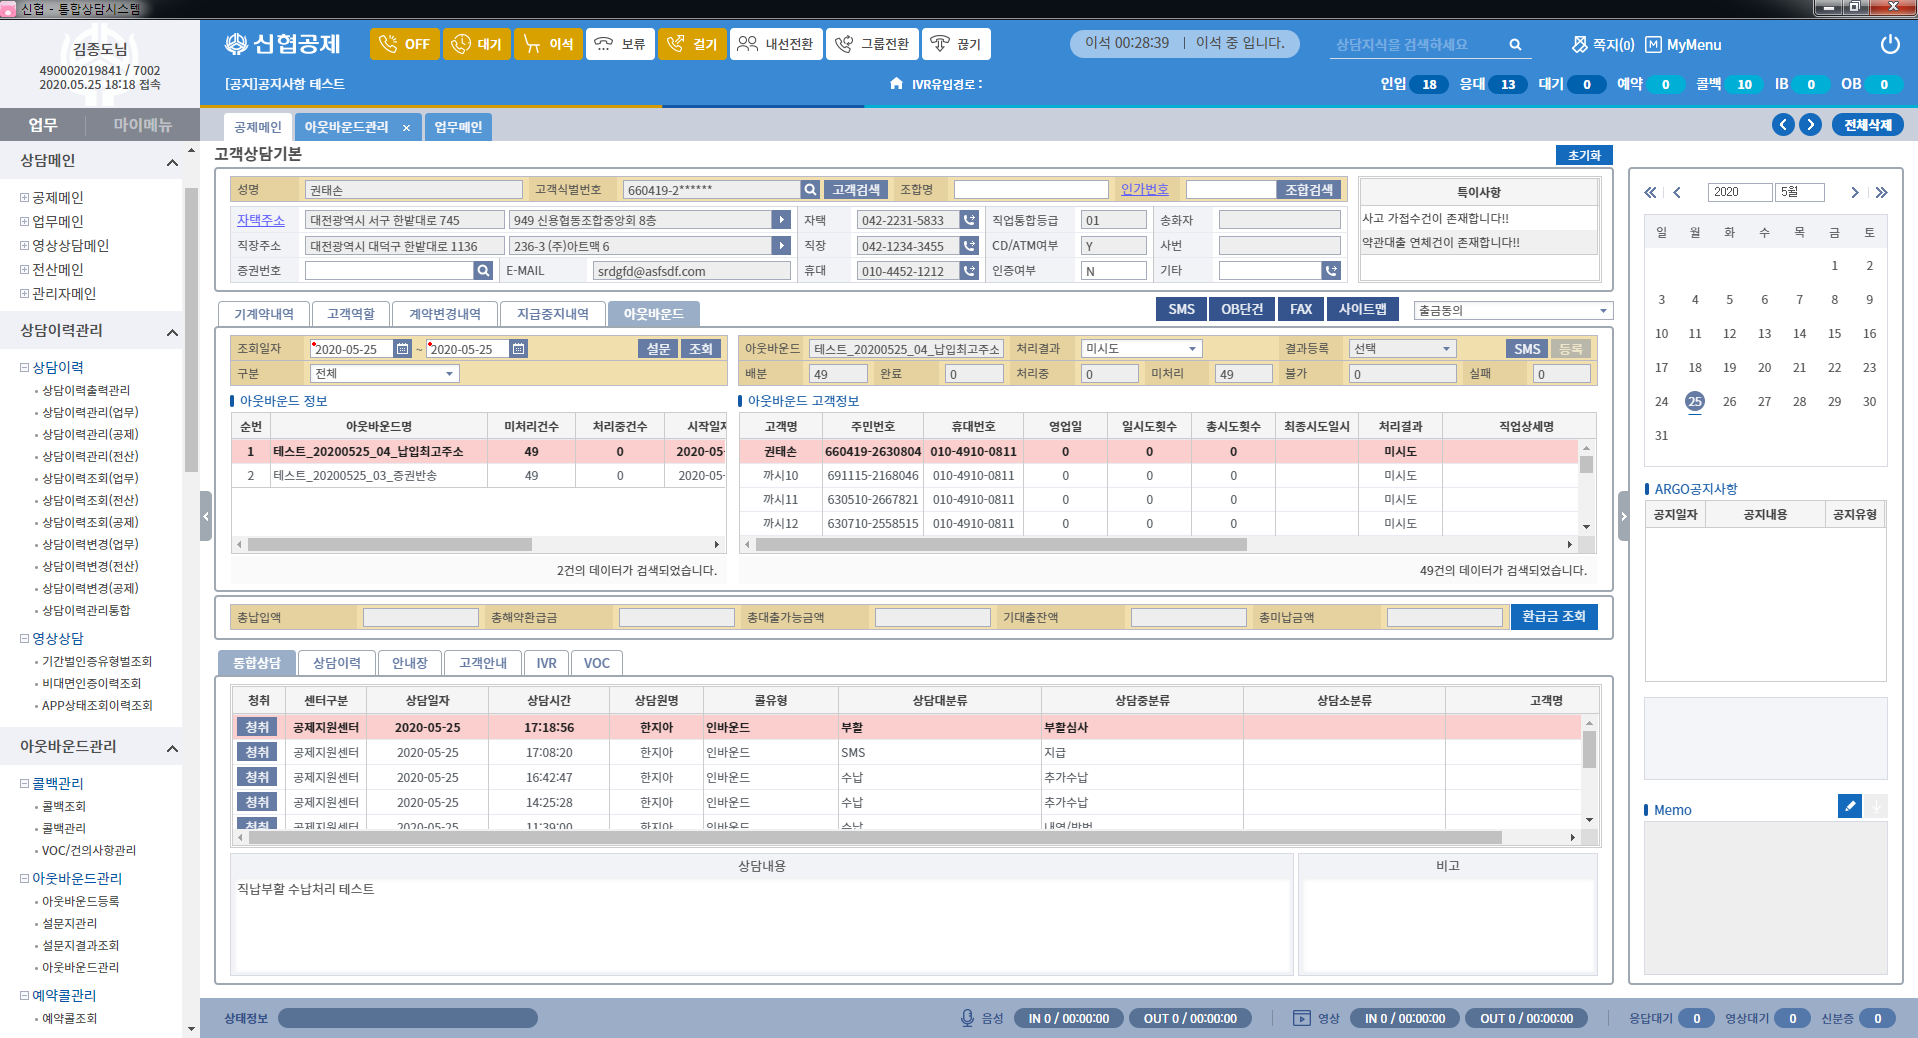 신협 - 통합상담시스템
김종도님
490002019841 / 7002
2020.05.25 18:18 접속
신협공제
OFF 대기 이석 보류 걸기 내선전환 그룹전환 끊기
이석 00:28:39 | 이석 중 입니다.
상담지식을 검색하세요
쪽지(0) MyMenu
[공지]공지사항 테스트
IVR유입경로 :
인입 18 응대 13 대기 0 예약 0 콜백 10 IB 0 OB 0
업무 마이메뉴
공제메인 아웃바운드관리 × 업무메인
전체삭제
상담메인
공제메인
업무메인
영상상담메인
전산메인
관리자메인
상담이력관리
상담이력
상담이력출력관리
상담이력관리(업무)
상담이력관리(공제)
상담이력관리(전산)
상담이력조회(업무)
상담이력조회(전산)
상담이력조회(공제)
상담이력변경(업무)
상담이력변경(전산)
상담이력변경(공제)
상담이력관리통합
영상상담
기간별인증유형별조회
비대면인증이력조회
APP상태조회이력조회
아웃바운드관리
콜백관리
콜백조회
콜백관리
VOC/건의사항관리
아웃바운드관리
아웃바운드등록
설문지관리
설문지결과조회
아웃바운드관리
예약콜관리
예약콜조회
고객상담기본
초기화
성명 권태손 고객식별번호 660419-2****** 고객검색 조합명 인가번호 조합검색
자택주소 대전광역시 서구 한밭대로 745 949 신용협동조합중앙회 8층 자택 042-2231-5833 직업통합등급 01 송화자
직장주소 대전광역시 대덕구 한밭대로 1136 236-3 (주)아트맥 6 직장 042-1234-3455 CD/ATM여부 Y 사번
증권번호 E-MAIL srdgfd@asfsdf.com 휴대 010-4452-1212 인증여부 N 기타
특이사항
사고 가접수건이 존재합니다!!
약관대출 연체건이 존재합니다!!
기계약내역 고객역할 계약변경내역 지급중지내역 아웃바운드
SMS OB단건 FAX 사이트맵 출금동의
조회일자 2020-05-25 ~ 2020-05-25 설문 조회
구분 전체
아웃바운드 테스트_20200525_04_납입최고주소 처리결과 미시도 결과등록 선택 SMS 등록
배분 49 완료 0 처리중 0 미처리 49 불가 0 실패 0
아웃바운드 정보
순번 아웃바운드명 미처리건수 처리중건수 시작일자
1 테스트_20200525_04_납입최고주소 49 0 2020-05-
2 테스트_20200525_03_증권반송 49 0 2020-05-
2건의 데이터가 검색되었습니다.
아웃바운드 고객정보
고객명 주민번호 휴대번호 영업일 일시도횟수 총시도횟수 최종시도일시 처리결과 직업상세명
권태손 660419-2630804 010-4910-0811 0 0 0 미시도
까시10 691115-2168046 010-4910-0811 0 0 0 미시도
까시11 630510-2667821 010-4910-0811 0 0 0 미시도
까시12 630710-2558515 010-4910-0811 0 0 0 미시도
49건의 데이터가 검색되었습니다.
총납입액 총해약환급금 총대출가능금액 기대출잔액 총미납금액 환급금 조회
통합상담 상담이력 안내장 고객안내 IVR VOC
청취 센터구분 상담일자 상담시간 상담원명 콜유형 상담대분류 상담중분류 상담소분류 고객명
청취 공제지원센터 2020-05-25 17:18:56 한지아 인바운드 부활 부활심사
청취 공제지원센터 2020-05-25 17:08:20 한지아 인바운드 SMS 지급
청취 공제지원센터 2020-05-25 16:42:47 한지아 인바운드 수납 추가수납
청취 공제지원센터 2020-05-25 14:25:28 한지아 인바운드 수납 추가수납
청취 공제지원센터 2020-05-25 11:39:00 한지아 인바운드 수납 내역/방법
상담내용 비고
직납부활 수납처리 테스트
2020 5월
일 월 화 수 목 금 토
1 2
3 4 5 6 7 8 9
10 11 12 13 14 15 16
17 18 19 20 21 22 23
24 25 26 27 28 29 30
31
ARGO공지사항
공지일자 공지내용 공지유형
Memo
상태정보
음성 IN 0 / 00:00:00 OUT 0 / 00:00:00 영상 IN 0 / 00:00:00 OUT 0 / 00:00:00
응답대기 0 영상대기 0 신분증 0